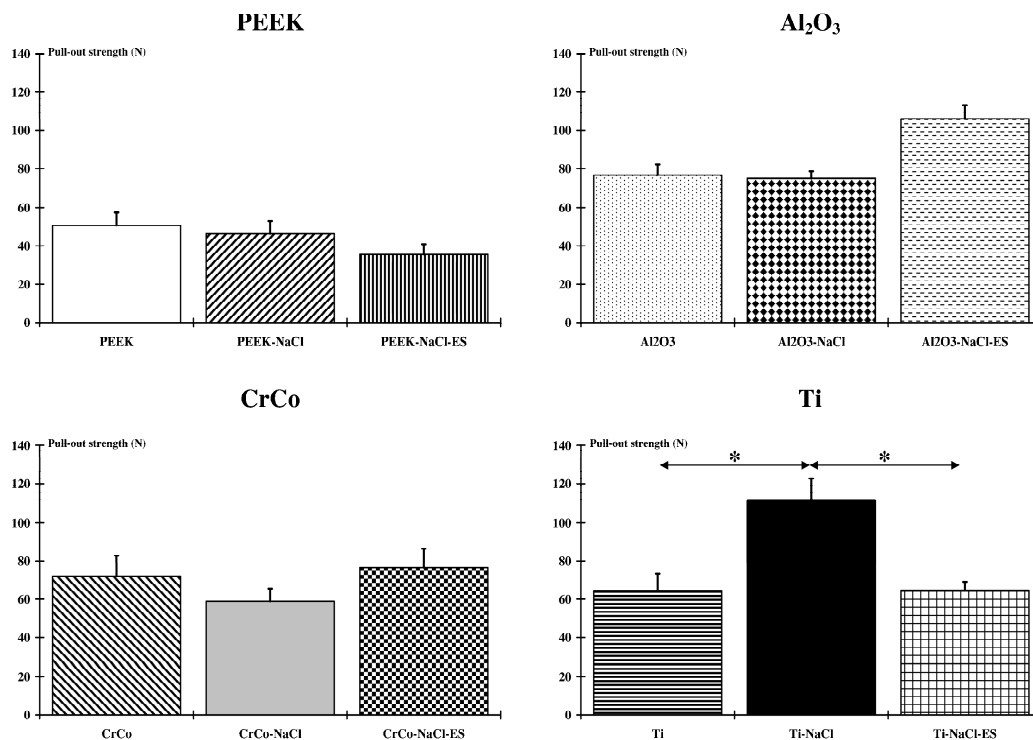 PEEK
Pull-out strength (N)
140
120
100
80
60
40
20
0
PEEK
PEEK-NaCl
PEEK-NaCl-ES
Al₂O₃
Pull-out strength (N)
140
120
100
80
60
40
20
0
Al2O3
Al2O3-NaCl
Al2O3-NaCl-ES
CrCo
Pull-out strength (N)
140
120
100
80
60
40
20
0
CrCo
CrCo-NaCl
CrCo-NaCl-ES
Ti
Pull-out strength (N)
140
120
100
80
60
40
20
0
* *
Ti
Ti-NaCl
Ti-NaCl-ES